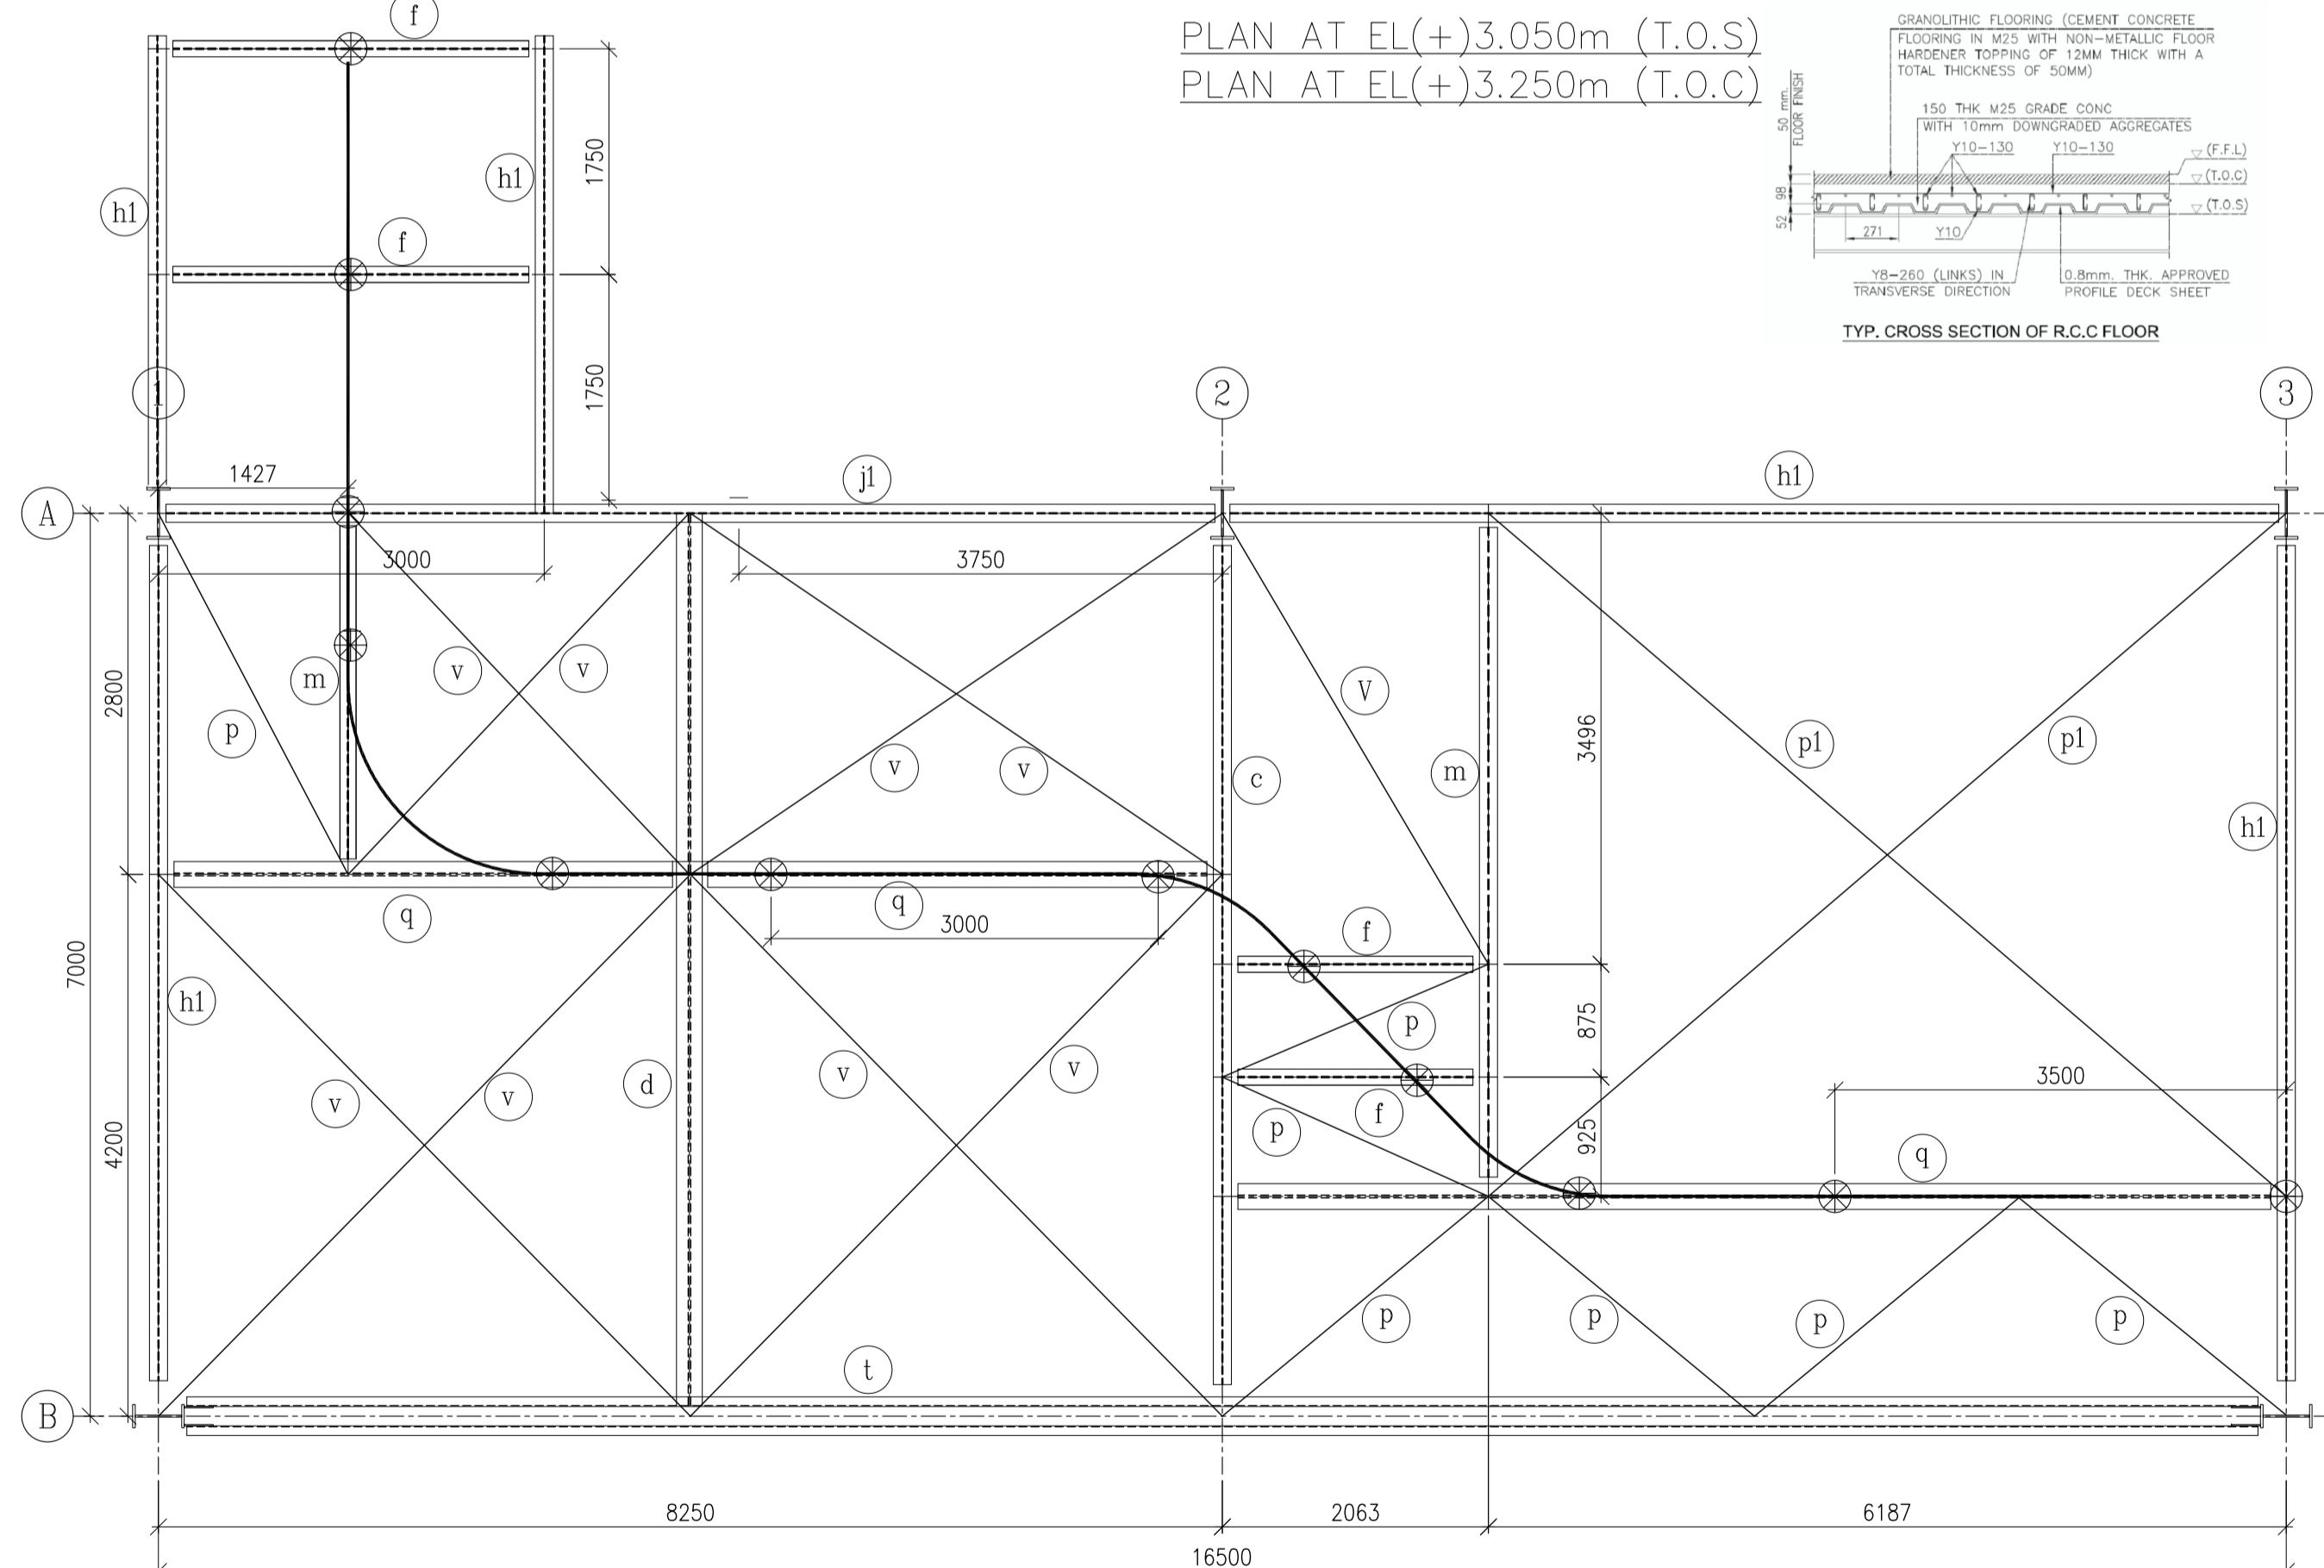 f
PLAN AT EL(+)3.050m (T.O.S)
PLAN AT EL(+)3.250m (T.O.C)
GRANOLITHIC FLOORING (CEMENT CONCRETE
FLOORING IN M25 WITH NON-METALLIC FLOOR
HARDENER TOPPING OF 12MM THICK WITH A
TOTAL THICKNESS OF 50MM)
50 mm.
FLOOR FINISH
150 THK M25 GRADE CONC
WITH 10mm DOWNGRADED AGGREGATES
Y10-130
Y10-130
(F.F.L)
(T.O.C)
(T.O.S)
98
52
271
Y10
Y8-260 (LINKS) IN
TRANSVERSE DIRECTION
0.8mm. THK. APPROVED
PROFILE DECK SHEET
TYP. CROSS SECTION OF R.C.C FLOOR
1750
h1
h1
f
1750
1
2
3
1427
j1
h1
A
3000
3750
2800
m
v
v
p
V
3496
p1
p1
v
v
c
m
h1
q
q
3000
f
7000
h1
p
875
3500
v
v
d
v
v
p
f
925
q
4200
p
p
p
p
t
B
8250
2063
6187
16500